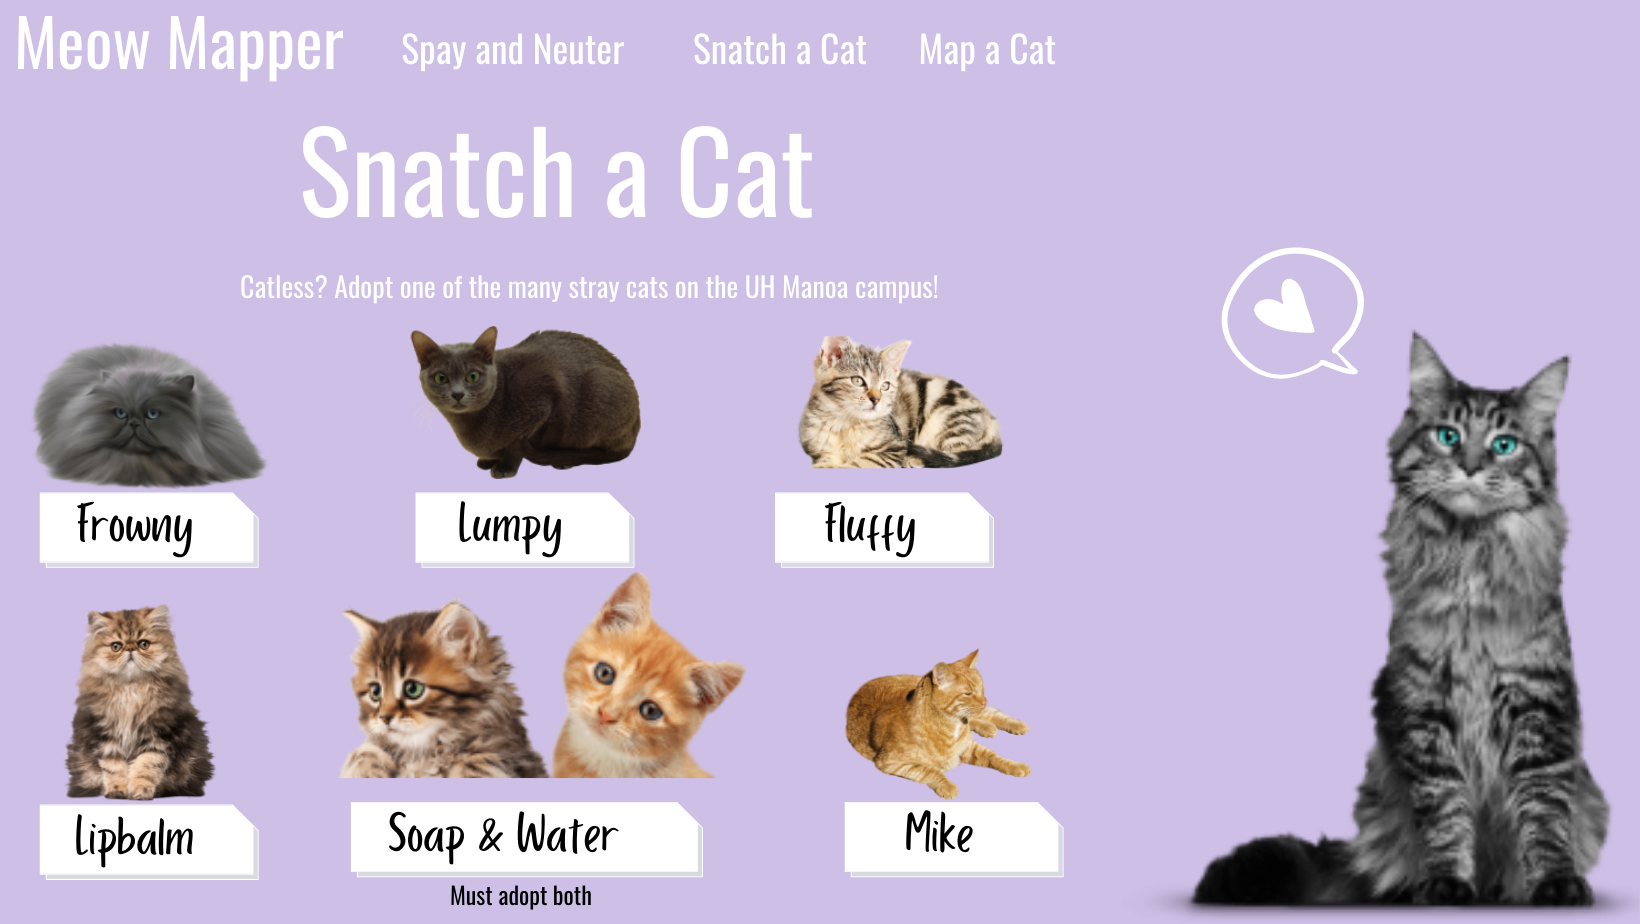 Meow Mapper
Spay and Neuter
Snatch a Cat
Map a Cat
Snatch a Cat
Catless? Adopt one of the many stray cats on the UH Manoa campus!
Frowny
Lumpy
Fluffy
Lipbalm
Soap & Water
Mike
Must adopt both